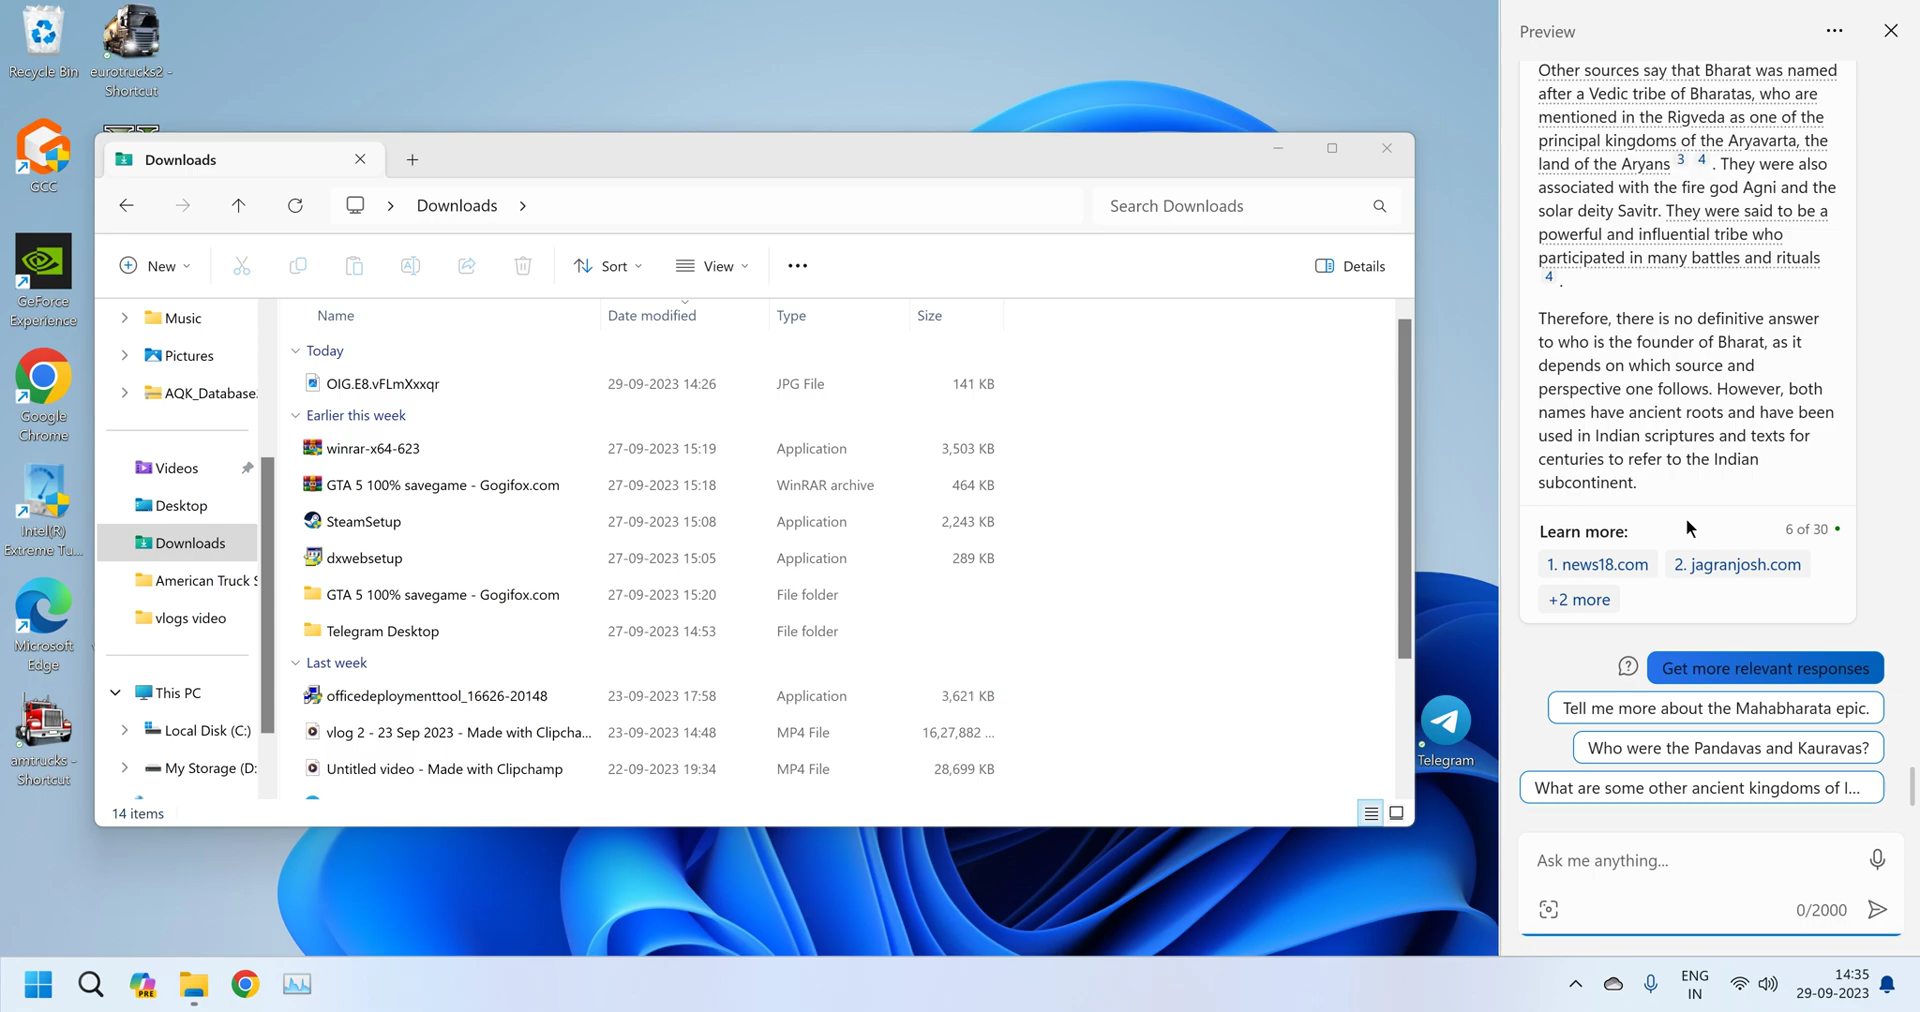 Recycle Bin
eurotrucks2 -
Shortcut
GCC
GeForce
Experience
Google
Chrome
Intel(R)
Extreme Tu...
Microsoft
Edge
amtrucks -
Shortcut
Downloads
Downloads
Search Downloads
New
Sort
View
Details
Music
Pictures
AQK_Database.
Videos
Desktop
Downloads
American Truck S
vlogs video
This PC
Local Disk (C:)
My Storage (D:
Name Date modified Type Size
Today
OIG.E8.vFLmXxxqr 29-09-2023 14:26 JPG File 141 KB
Earlier this week
winrar-x64-623 27-09-2023 15:19 Application 3,503 KB
GTA 5 100% savegame - Gogifox.com 27-09-2023 15:18 WinRAR archive 464 KB
SteamSetup 27-09-2023 15:08 Application 2,243 KB
dxwebsetup 27-09-2023 15:05 Application 289 KB
GTA 5 100% savegame - Gogifox.com 27-09-2023 15:20 File folder
Telegram Desktop 27-09-2023 14:53 File folder
Last week
officedeploymenttool_16626-20148 23-09-2023 17:58 Application 3,621 KB
vlog 2 - 23 Sep 2023 - Made with Clipcha... 23-09-2023 14:48 MP4 File 16,27,882 ...
Untitled video - Made with Clipchamp 22-09-2023 19:34 MP4 File 28,699 KB
14 items
Telegram
Preview
Other sources say that Bharat was named
after a Vedic tribe of Bharatas, who are
mentioned in the Rigveda as one of the
principal kingdoms of the Aryavarta, the
land of the Aryans 3 4 . They were also
associated with the fire god Agni and the
solar deity Savitr. They were said to be a
powerful and influential tribe who
participated in many battles and rituals
4 .
Therefore, there is no definitive answer
to who is the founder of Bharat, as it
depends on which source and
perspective one follows. However, both
names have ancient roots and have been
used in Indian scriptures and texts for
centuries to refer to the Indian
subcontinent.
Learn more: 6 of 30
1. news18.com 2. jagranjosh.com
+2 more
Get more relevant responses
Tell me more about the Mahabharata epic.
Who were the Pandavas and Kauravas?
What are some other ancient kingdoms of I...
Ask me anything...
0/2000
PRE
ENG
IN
14:35
29-09-2023